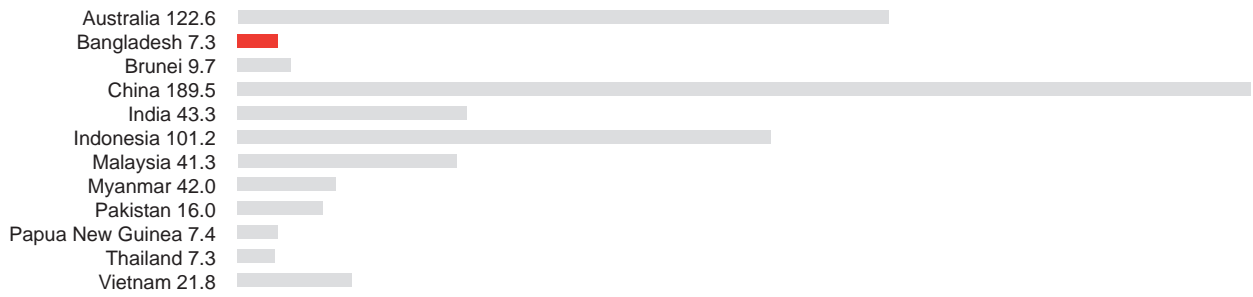 Australia 122.6
Bangladesh 7.3
Brunei 9.7
China 189.5
India 43.3
Indonesia 101.2
Malaysia 41.3
Myanmar 42.0
Pakistan 16.0
Papua New Guinea 7.4
Thailand 7.3
Vietnam 21.8